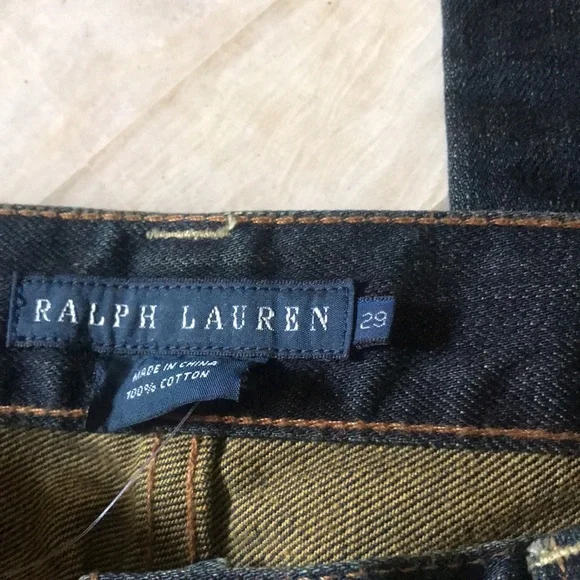 RALPH LAUREN
29
MADE IN CHINA
100% COTTON